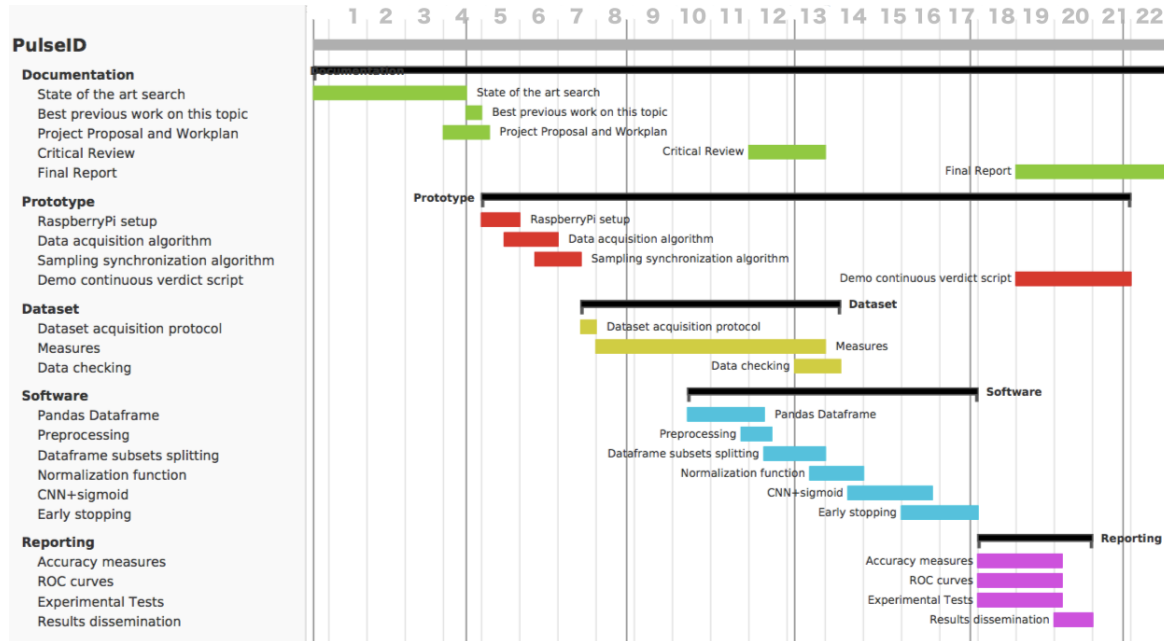 1 2 3 4 5 6 7 8 9 10 11 12 13 14 15 16 17 18 19 20 21 22
PulseID
Documentation Documentation
State of the art search State of the art search
Best previous work on this topic Best previous work on this topic
Project Proposal and Workplan Project Proposal and Workplan
Critical Review Critical Review
Final Report Final Report
Prototype Prototype
RaspberryPi setup RaspberryPi setup
Data acquisition algorithm Data acquisition algorithm
Sampling synchronization algorithm Sampling synchronization algorithm
Demo continuous verdict script Demo continuous verdict script
Dataset Dataset
Dataset acquisition protocol Dataset acquisition protocol
Measures Measures
Data checking Data checking
Software Software
Pandas Dataframe Pandas Dataframe
Preprocessing Preprocessing
Dataframe subsets splitting Dataframe subsets splitting
Normalization function Normalization function
CNN+sigmoid CNN+sigmoid
Early stopping Early stopping
Reporting Reporting
Accuracy measures Accuracy measures
ROC curves ROC curves
Experimental Tests Experimental Tests
Results dissemination Results dissemination